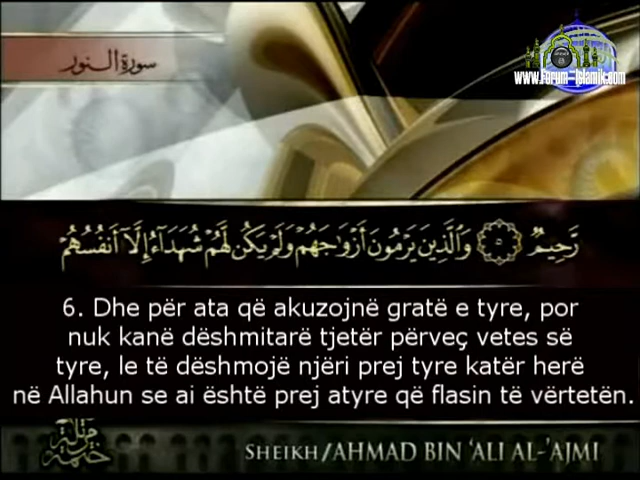 سورة النور
www.Forum-Islamik.com
رَّحِيمٌ ٥ وَالَّذِينَ يَرْمُونَ أَزْوَاجَهُمْ وَلَمْ يَكُن لَّهُمْ شُهَدَاءُ إِلَّا أَنفُسُهُمْ
6. Dhe për ata që akuzojnë gratë e tyre, por
nuk kanë dëshmitarë tjetër përveç vetes së
tyre, le të dëshmojë njëri prej tyre katër herë
në Allahun se ai është prej atyre që flasin të vërtetën.
SHEIKH/AHMAD BIN 'ALI AL-'AJMI